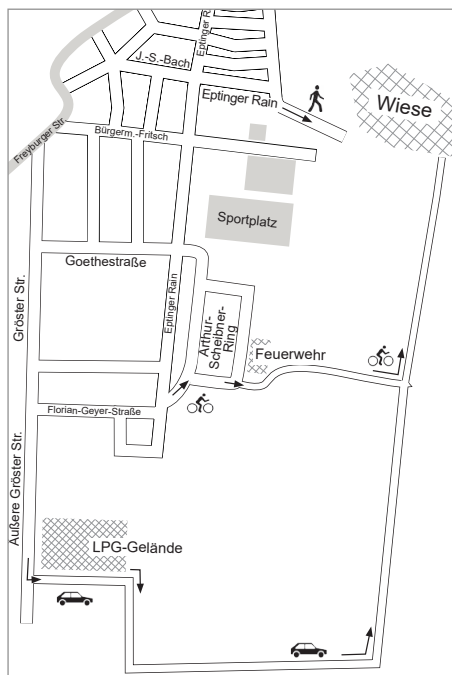 Eptinger R
J.-S.-Bach
Eptinger Rain
Wiese
Freyburger Str.
Bürgerm.-Fritsch
Sportplatz
Goethestraße
Gröster Str.
Eptinger Rain
Arthur-
Scheibner-
Ring
Feuerwehr
Florian-Geyer-Straße
Äußere Gröster Str.
LPG-Gelände